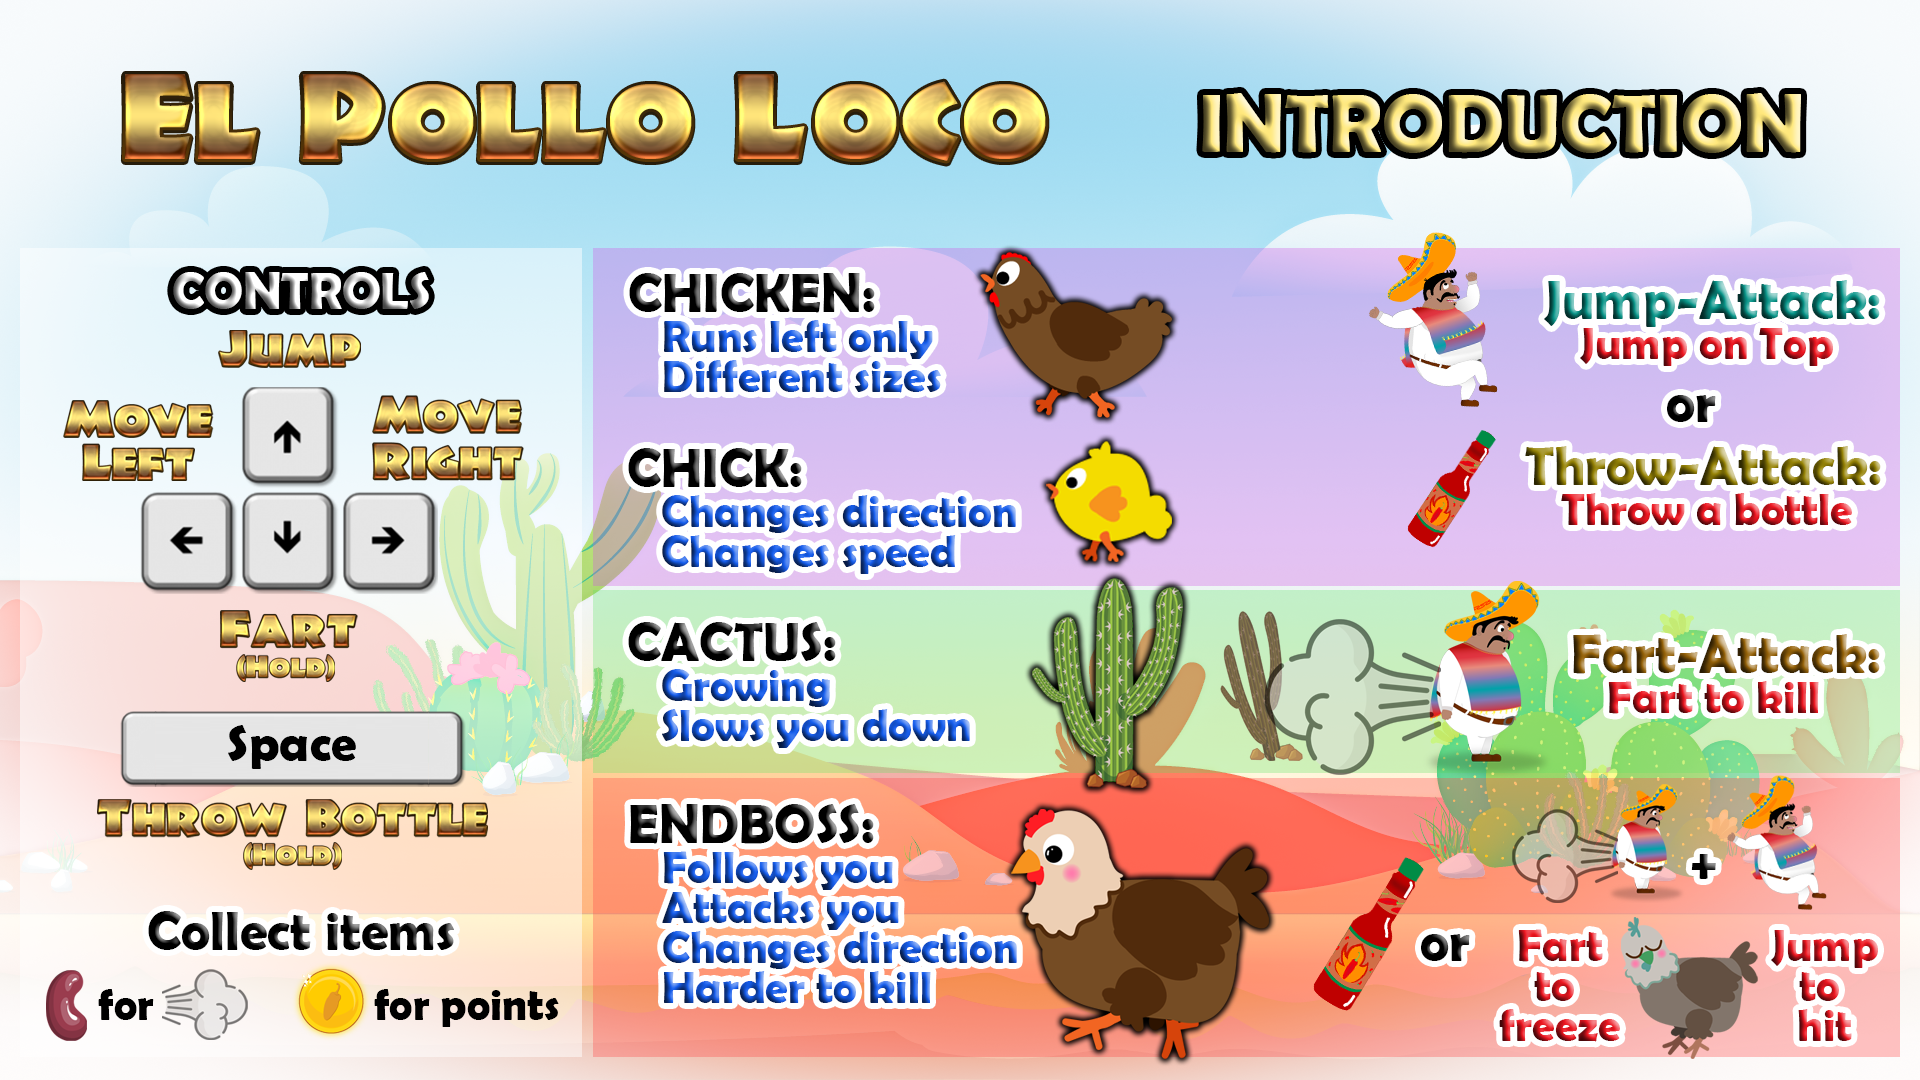 EL POLLO LOCO
INTRODUCTION
CONTROLS
JUMP
MOVE
LEFT
MOVE
RIGHT
FART
(HOLD)
Space
THROW BOTTLE
(HOLD)
Collect items
for
for points
CHICKEN:
Runs left only
Different sizes
CHICK:
Changes direction
Changes speed
Jump-Attack:
Jump on Top
or
Throw-Attack:
Throw a bottle
CACTUS:
Growing
Slows you down
Fart-Attack:
Fart to kill
ENDBOSS:
Follows you
Attacks you
Changes direction
Harder to kill
+
or
Fart
to
freeze
Jump
to
hit